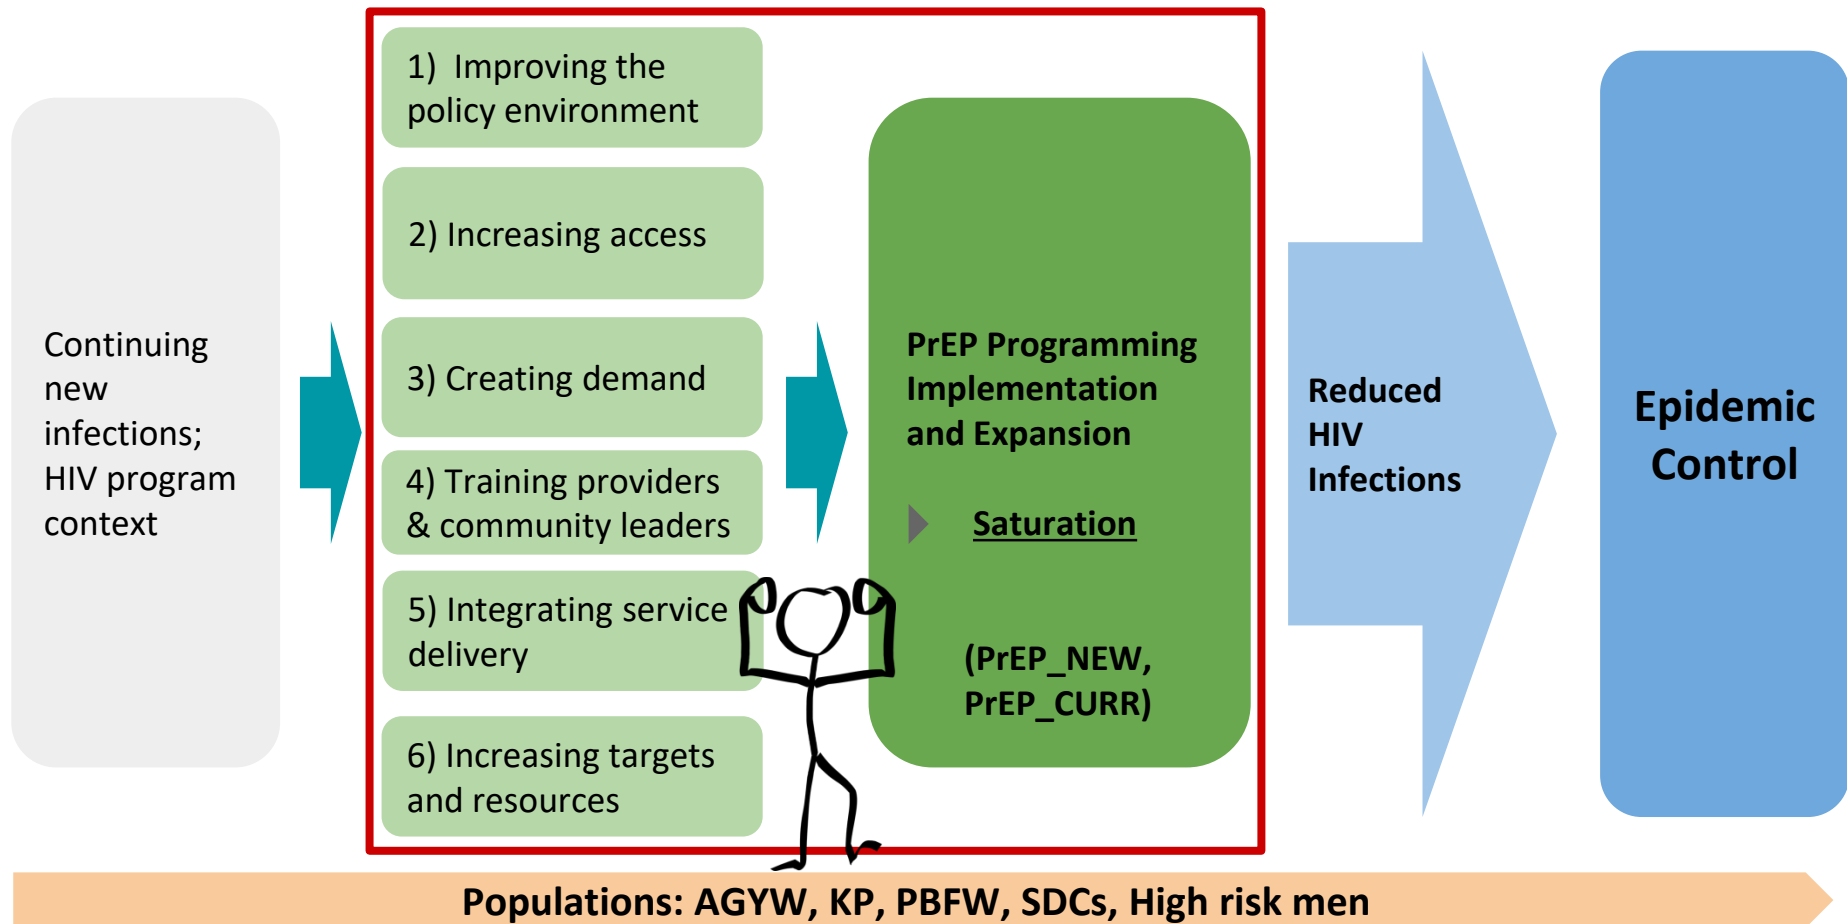 Continuing
new
infections;
HIV program
context
1) Improving the
policy environment
2) Increasing access
3) Creating demand
4) Training providers
& community leaders
5) Integrating service
delivery
6) Increasing targets
and resources
PrEP Programming
Implementation
and Expansion
Saturation
(PrEP_NEW,
PrEP_CURR)
Reduced
HIV
Infections
Epidemic
Control
Populations: AGYW, KP, PBFW, SDCs, High risk men